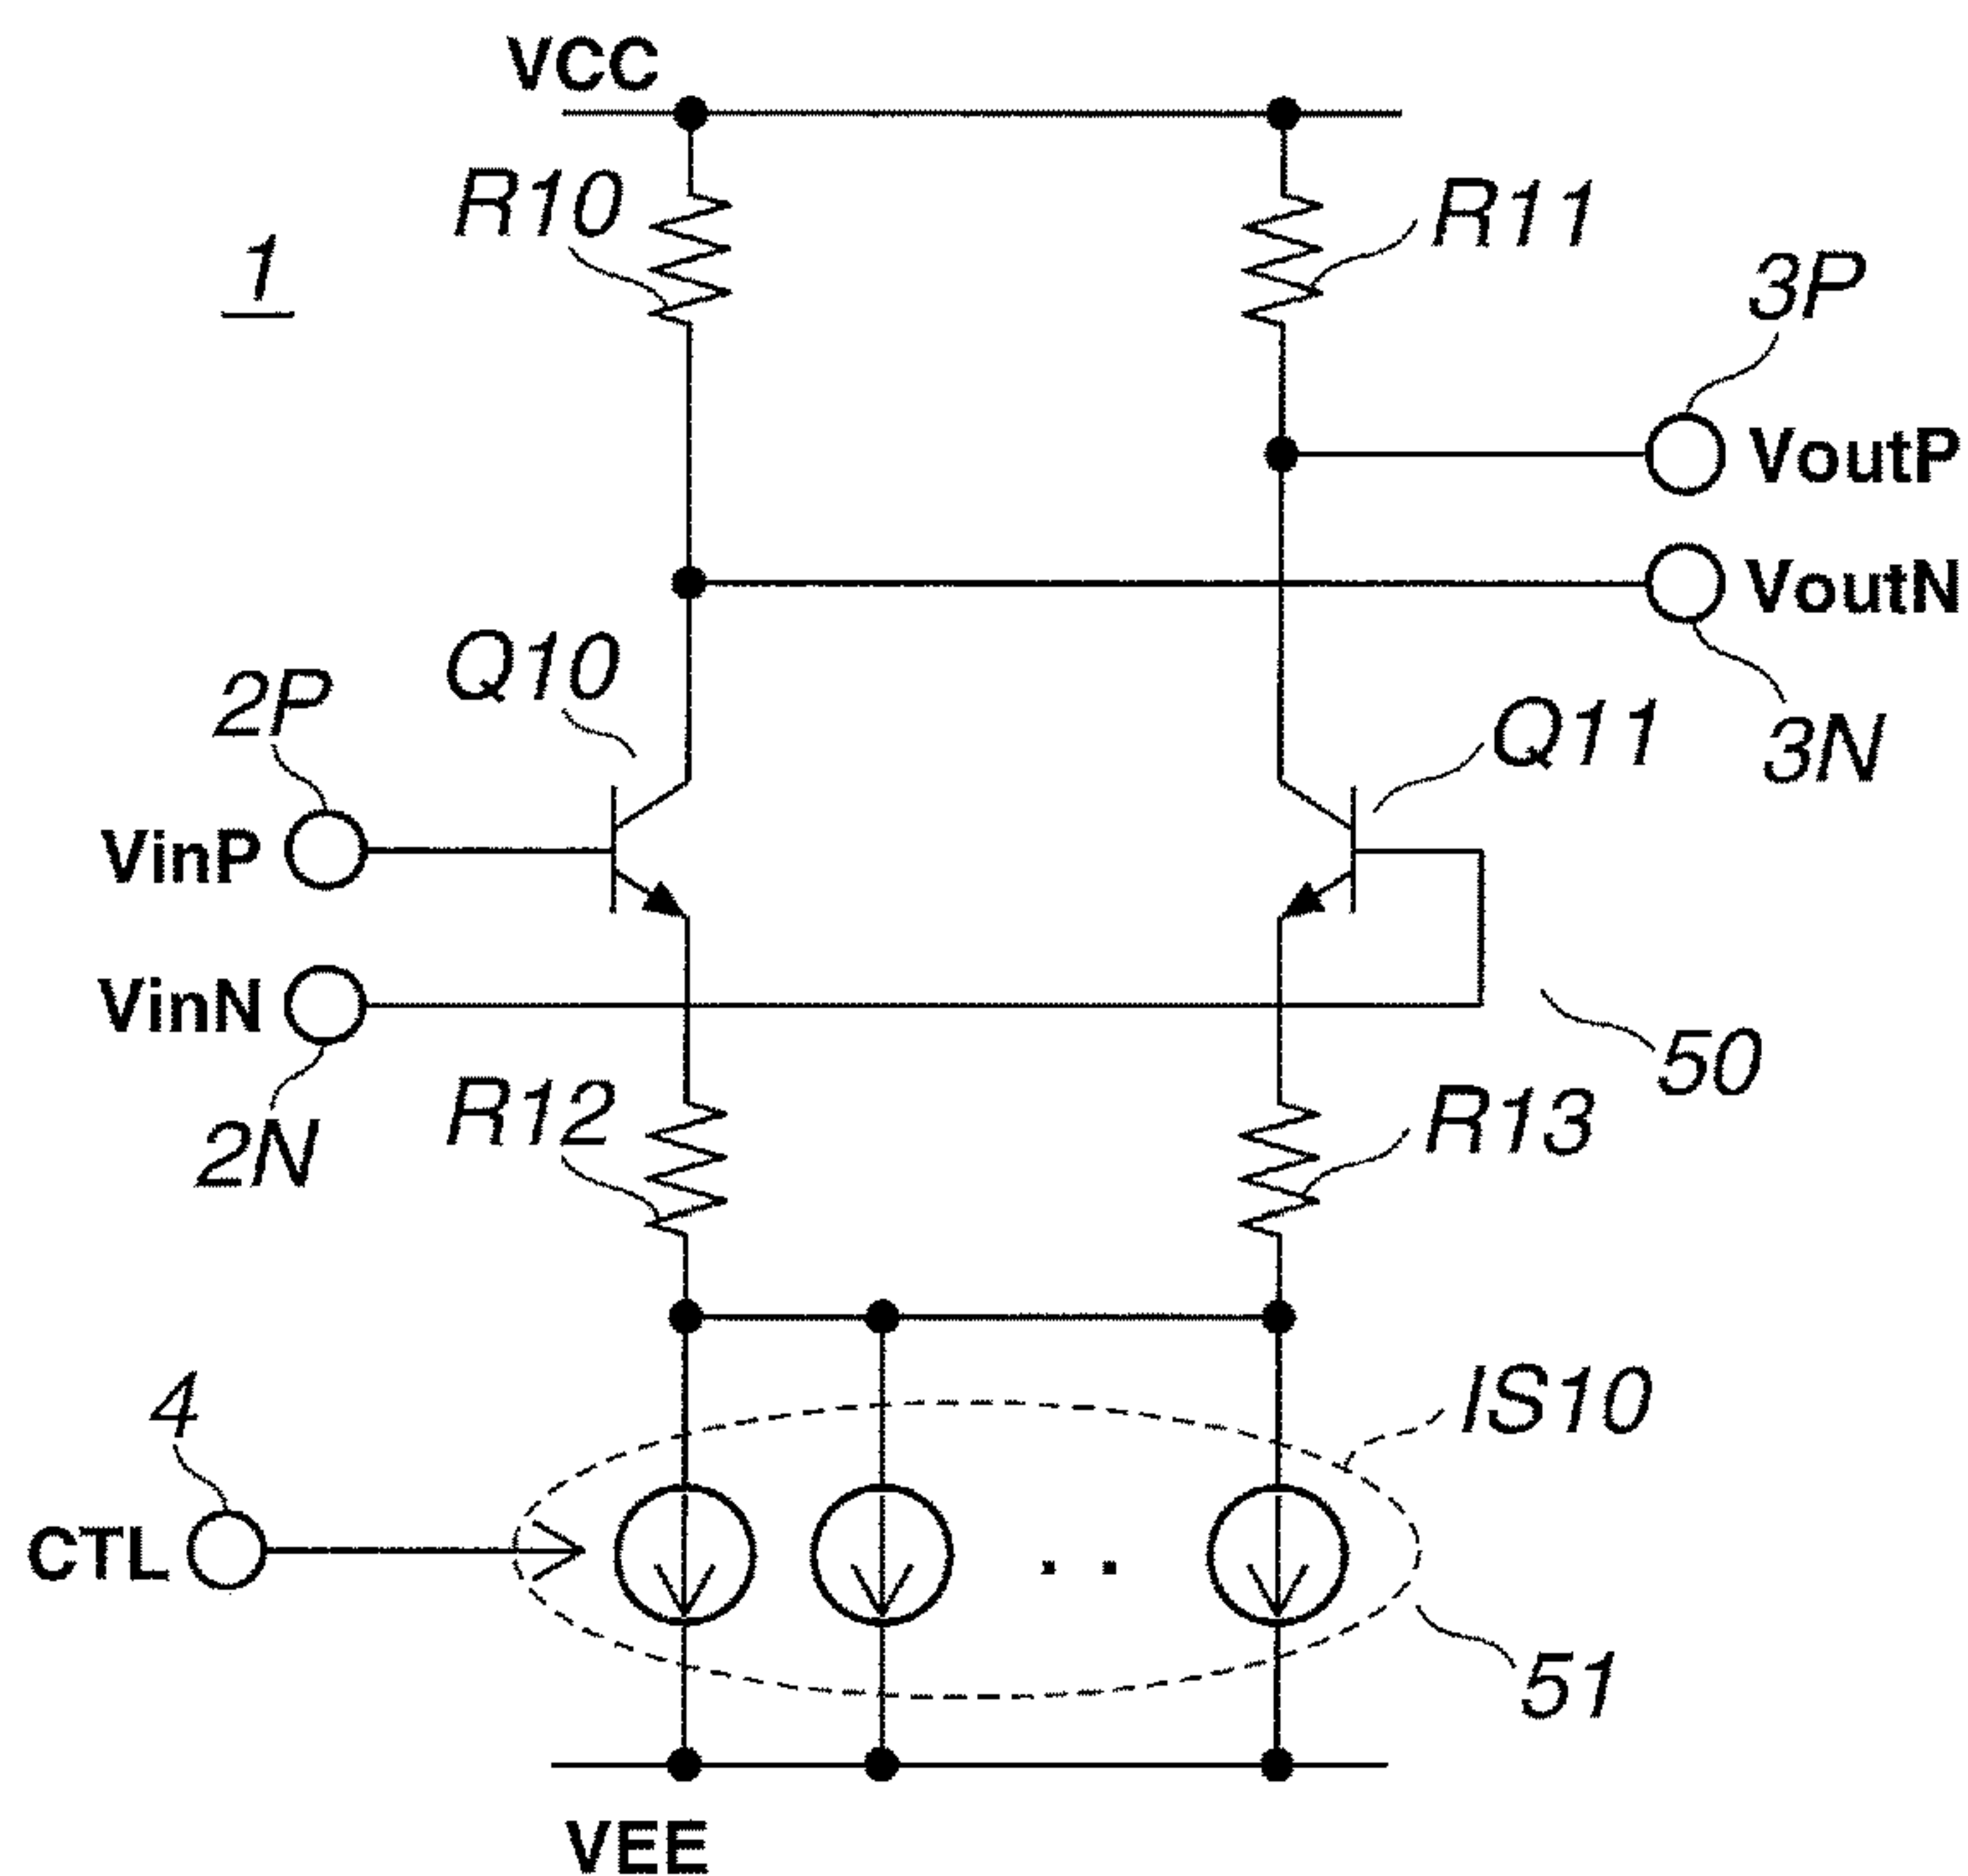 VCC
R10
R11
1
3P
VoutP
VoutN
3N
Q10
Q11
2P
VinP
VinN
2N
50
R12
R13
IS10
4
CTL
. .
51
VEE